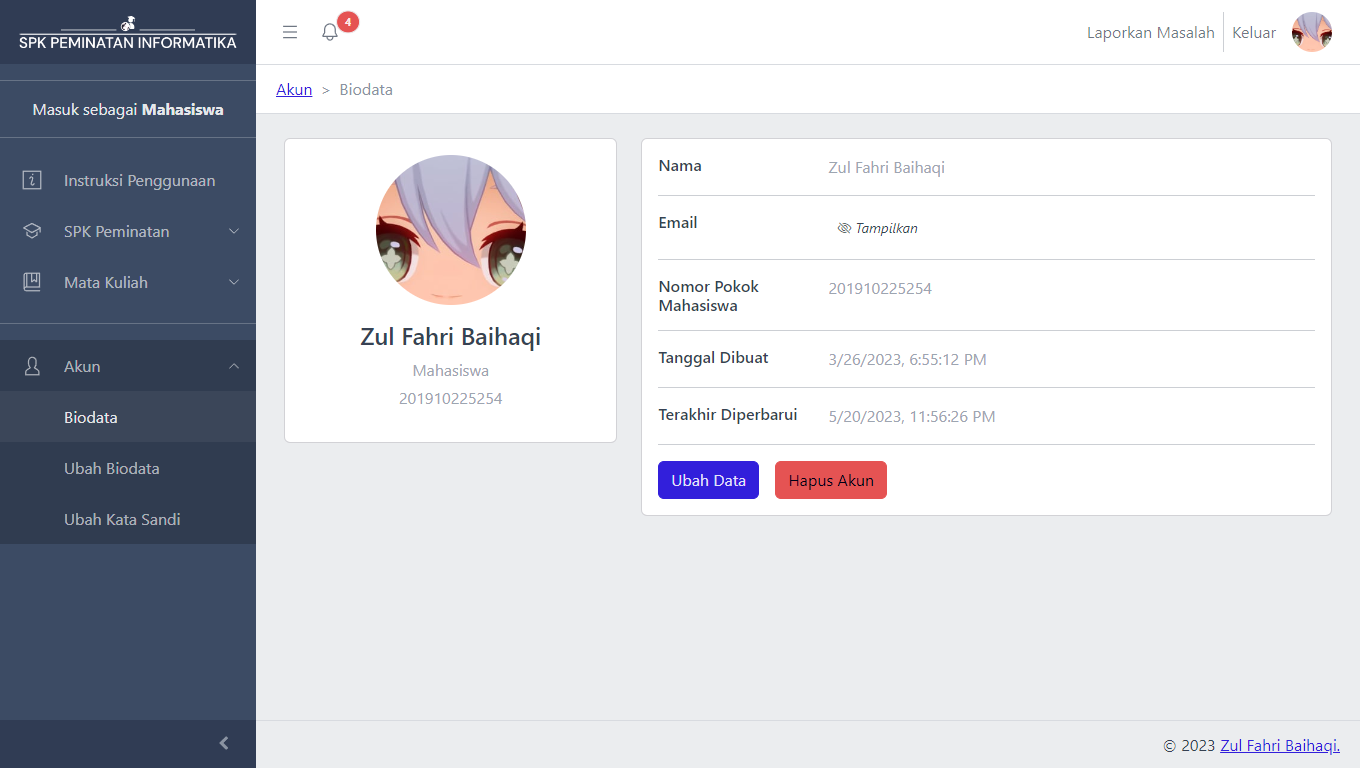 SPK PEMINATAN INFORMATIKA
4
Laporkan Masalah
Keluar
Masuk sebagai Mahasiswa
Instruksi Penggunaan
SPK Peminatan
Mata Kuliah
Akun
Biodata
Ubah Biodata
Ubah Kata Sandi
Akun > Biodata
Zul Fahri Baihaqi
Mahasiswa
201910225254
Nama Zul Fahri Baihaqi
Email Tampilkan
Nomor Pokok
Mahasiswa
201910225254
Tanggal Dibuat 3/26/2023, 6:55:12 PM
Terakhir Diperbarui 5/20/2023, 11:56:26 PM
Ubah Data
Hapus Akun
© 2023 Zul Fahri Baihaqi.